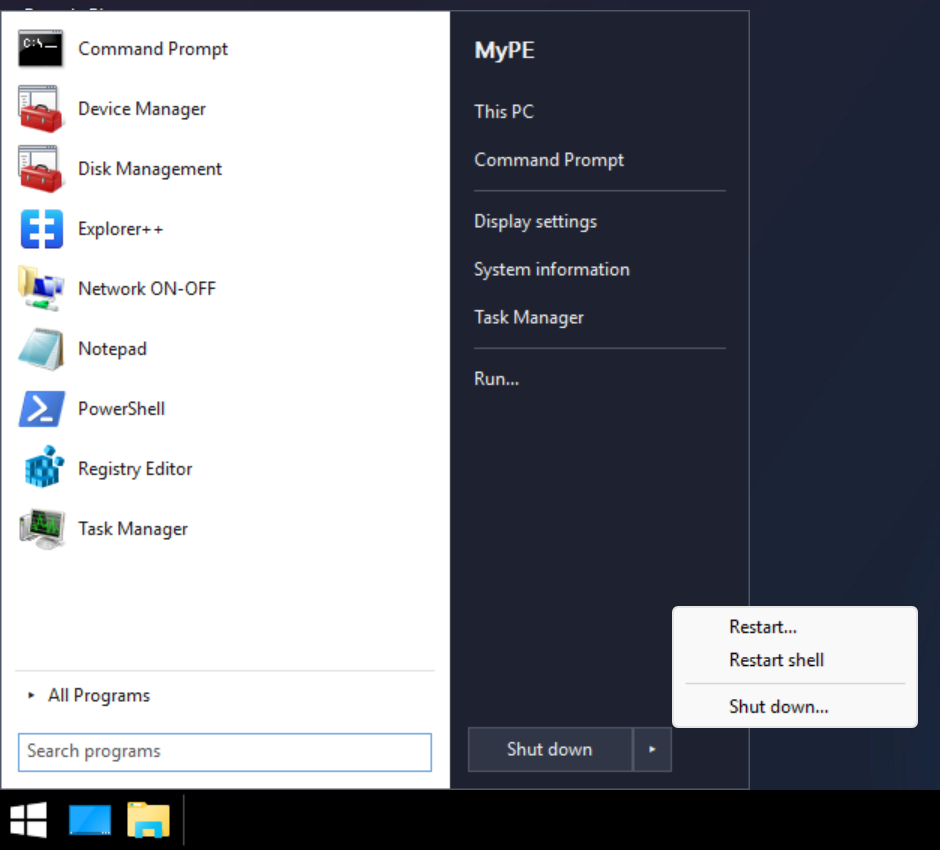 Command Prompt
Device Manager
Disk Management
Explorer++
Network ON-OFF
Notepad
PowerShell
Registry Editor
Task Manager
All Programs
Search programs
MyPE
This PC
Command Prompt
Display settings
System information
Task Manager
Run...
Restart...
Restart shell
Shut down...
Shut down